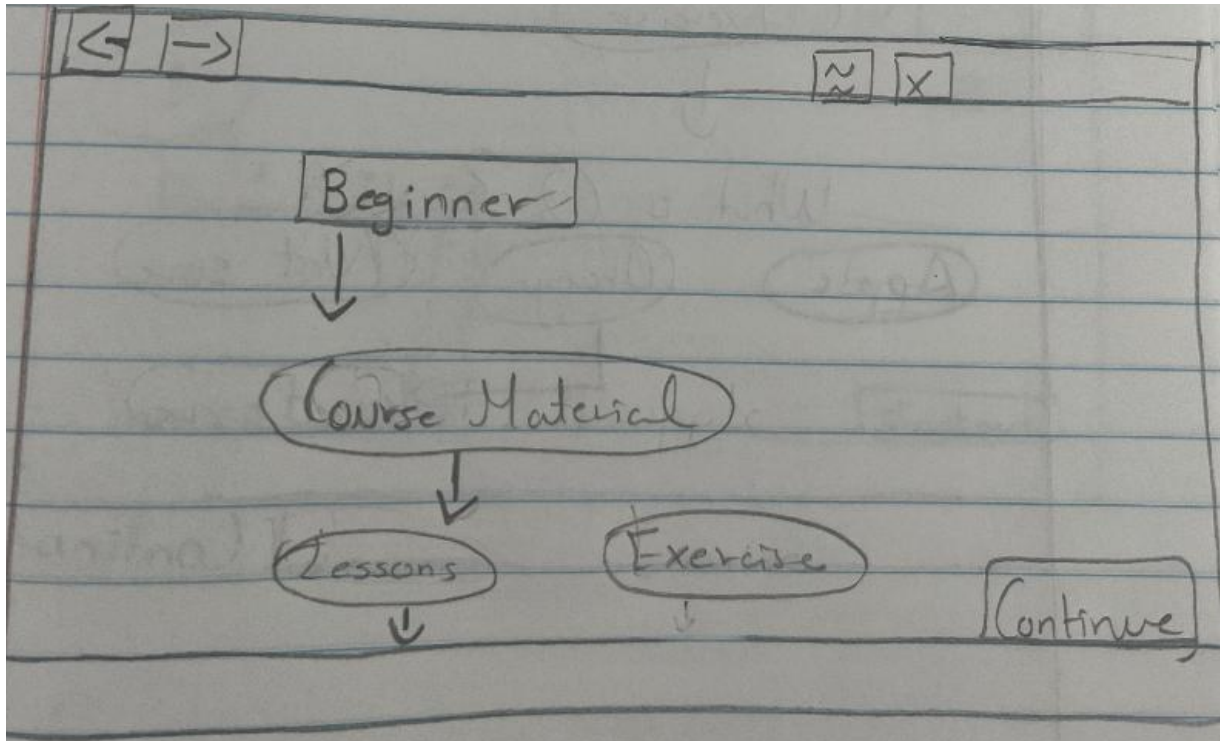 x
Beginner
Course Material
Lessons Exercise
Continue